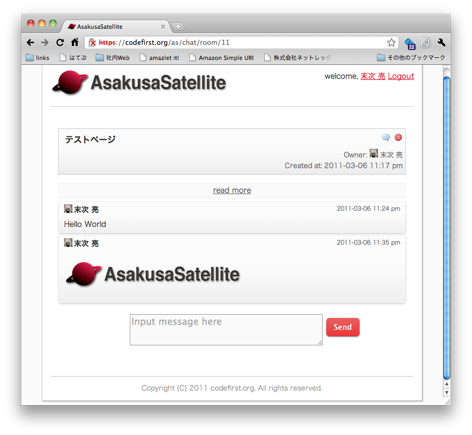 AsakusaSatellite
https://codefirst.org/as/chat/room/11
22
links はてぶ 社内Web amazlet it! Amazon Simple URI 株式会社ネットレック その他のブックマーク
AsakusaSatellite
welcome, 末次 亮 Logout
テストページ
Owner: 末次 亮
Created at: 2011-03-06 11:17 pm
read more
末次 亮 2011-03-06 11:24 pm
Hello World
末次 亮 2011-03-06 11:35 pm
AsakusaSatellite
Input message here
Send
Copyright (C) 2011 codefirst.org. All rights reserved.